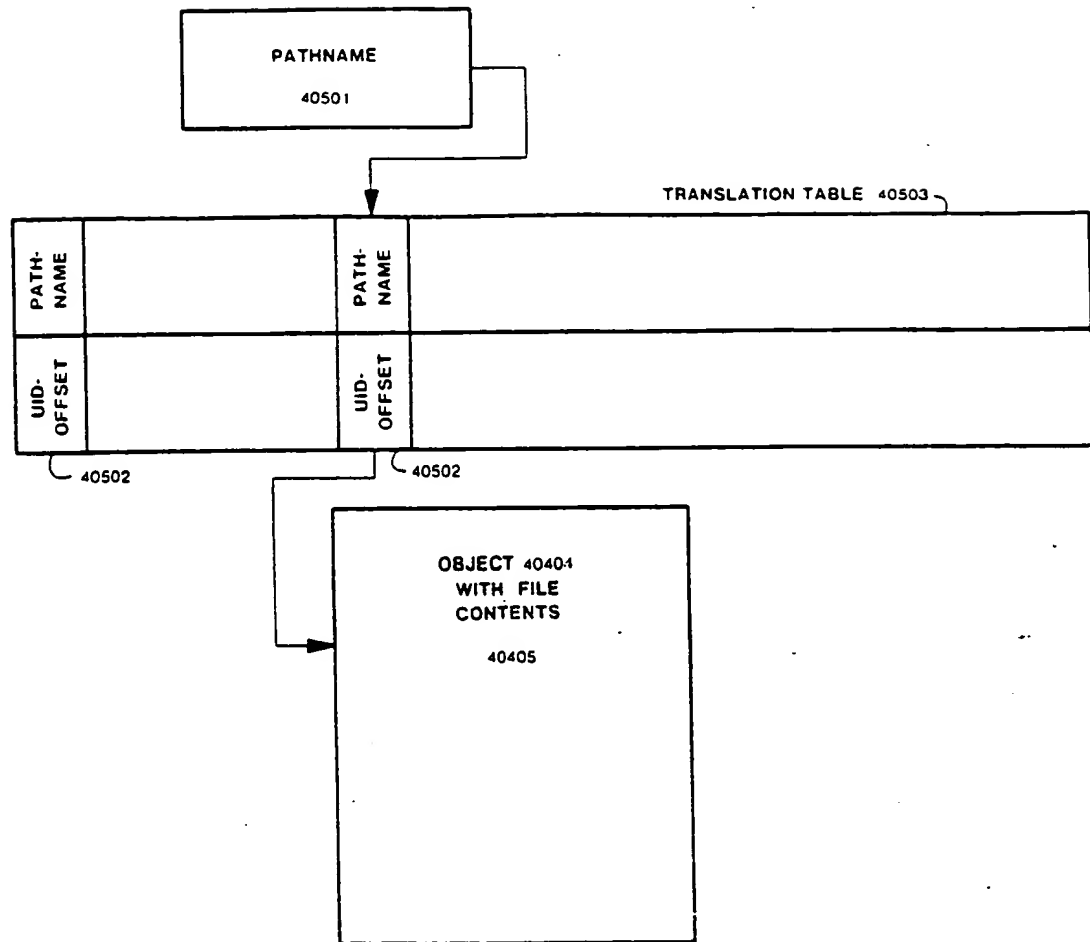 PATHNAME
40501
TRANSLATION TABLE 40503
PATH-
NAME
PATH-
NAME
UID-
OFFSET
UID-
OFFSET
40502
40502
OBJECT 40404
WITH FILE
CONTENTS
40405